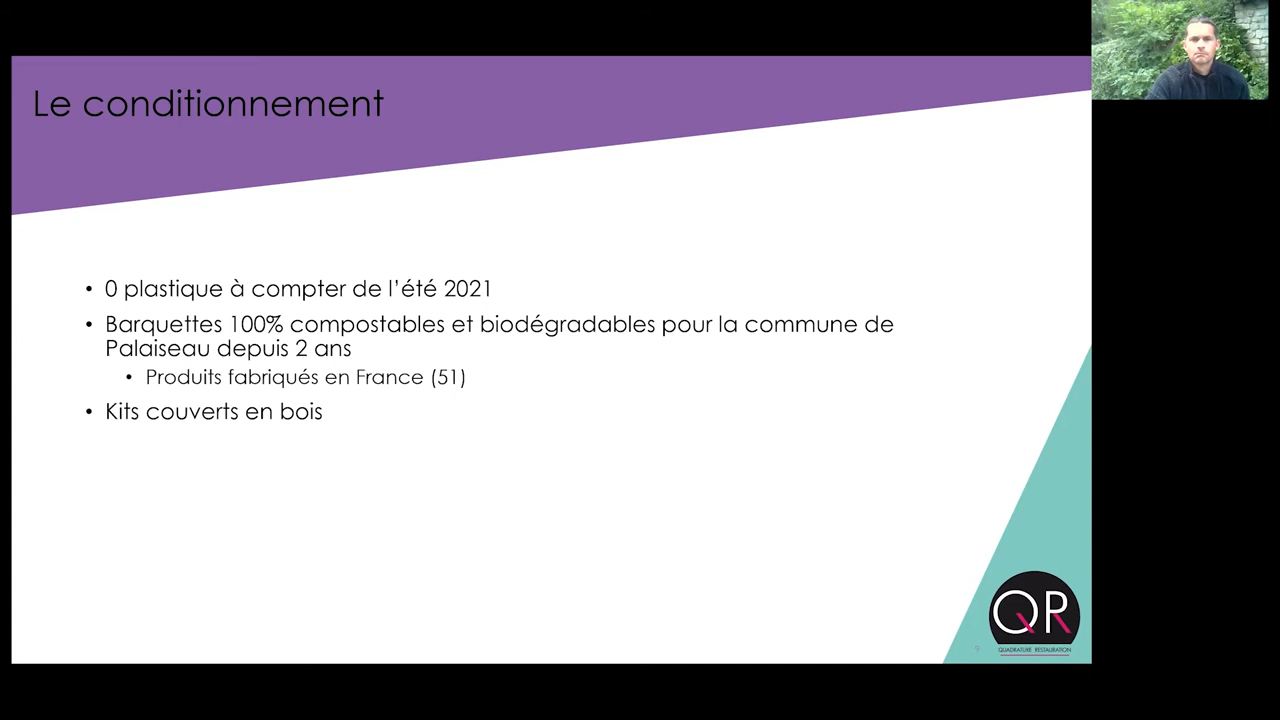 Le conditionnement
• 0 plastique à compter de l'été 2021
• Barquettes 100% compostables et biodégradables pour la commune de
Palaiseau depuis 2 ans
• Produits fabriqués en France (51)
• Kits couverts en bois
QR
QUADRATURE RESTAURATION
9